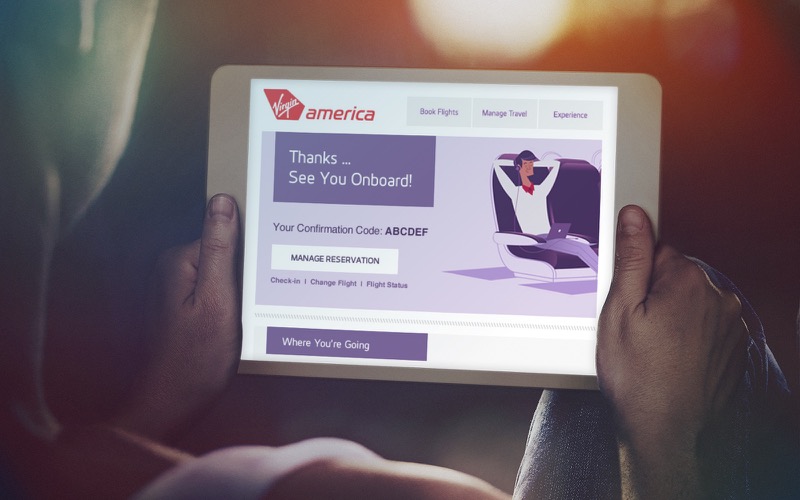 Virgin america
Book Flights
Manage Travel
Experience
Thanks ...
See You Onboard!
Your Confirmation Code: ABCDEF
MANAGE RESERVATION
Check-in | Change Flight | Flight Status
Where You're Going